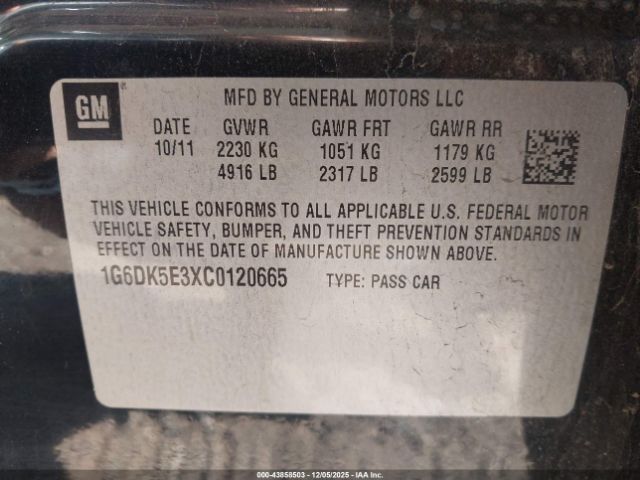 GM
MFD BY GENERAL MOTORS LLC
DATE GVWR GAWR FRT GAWR RR
10/11 2230 KG 1051 KG 1179 KG
4916 LB 2317 LB 2599 LB
THIS VEHICLE CONFORMS TO ALL APPLICABLE U.S. FEDERAL MOTOR
VEHICLE SAFETY, BUMPER, AND THEFT PREVENTION STANDARDS IN
EFFECT ON THE DATE OF MANUFACTURE SHOWN ABOVE.
1G6DK5E3XC0120665 TYPE: PASS CAR
000-43858503 - 12/05/2025 - IAA Inc.